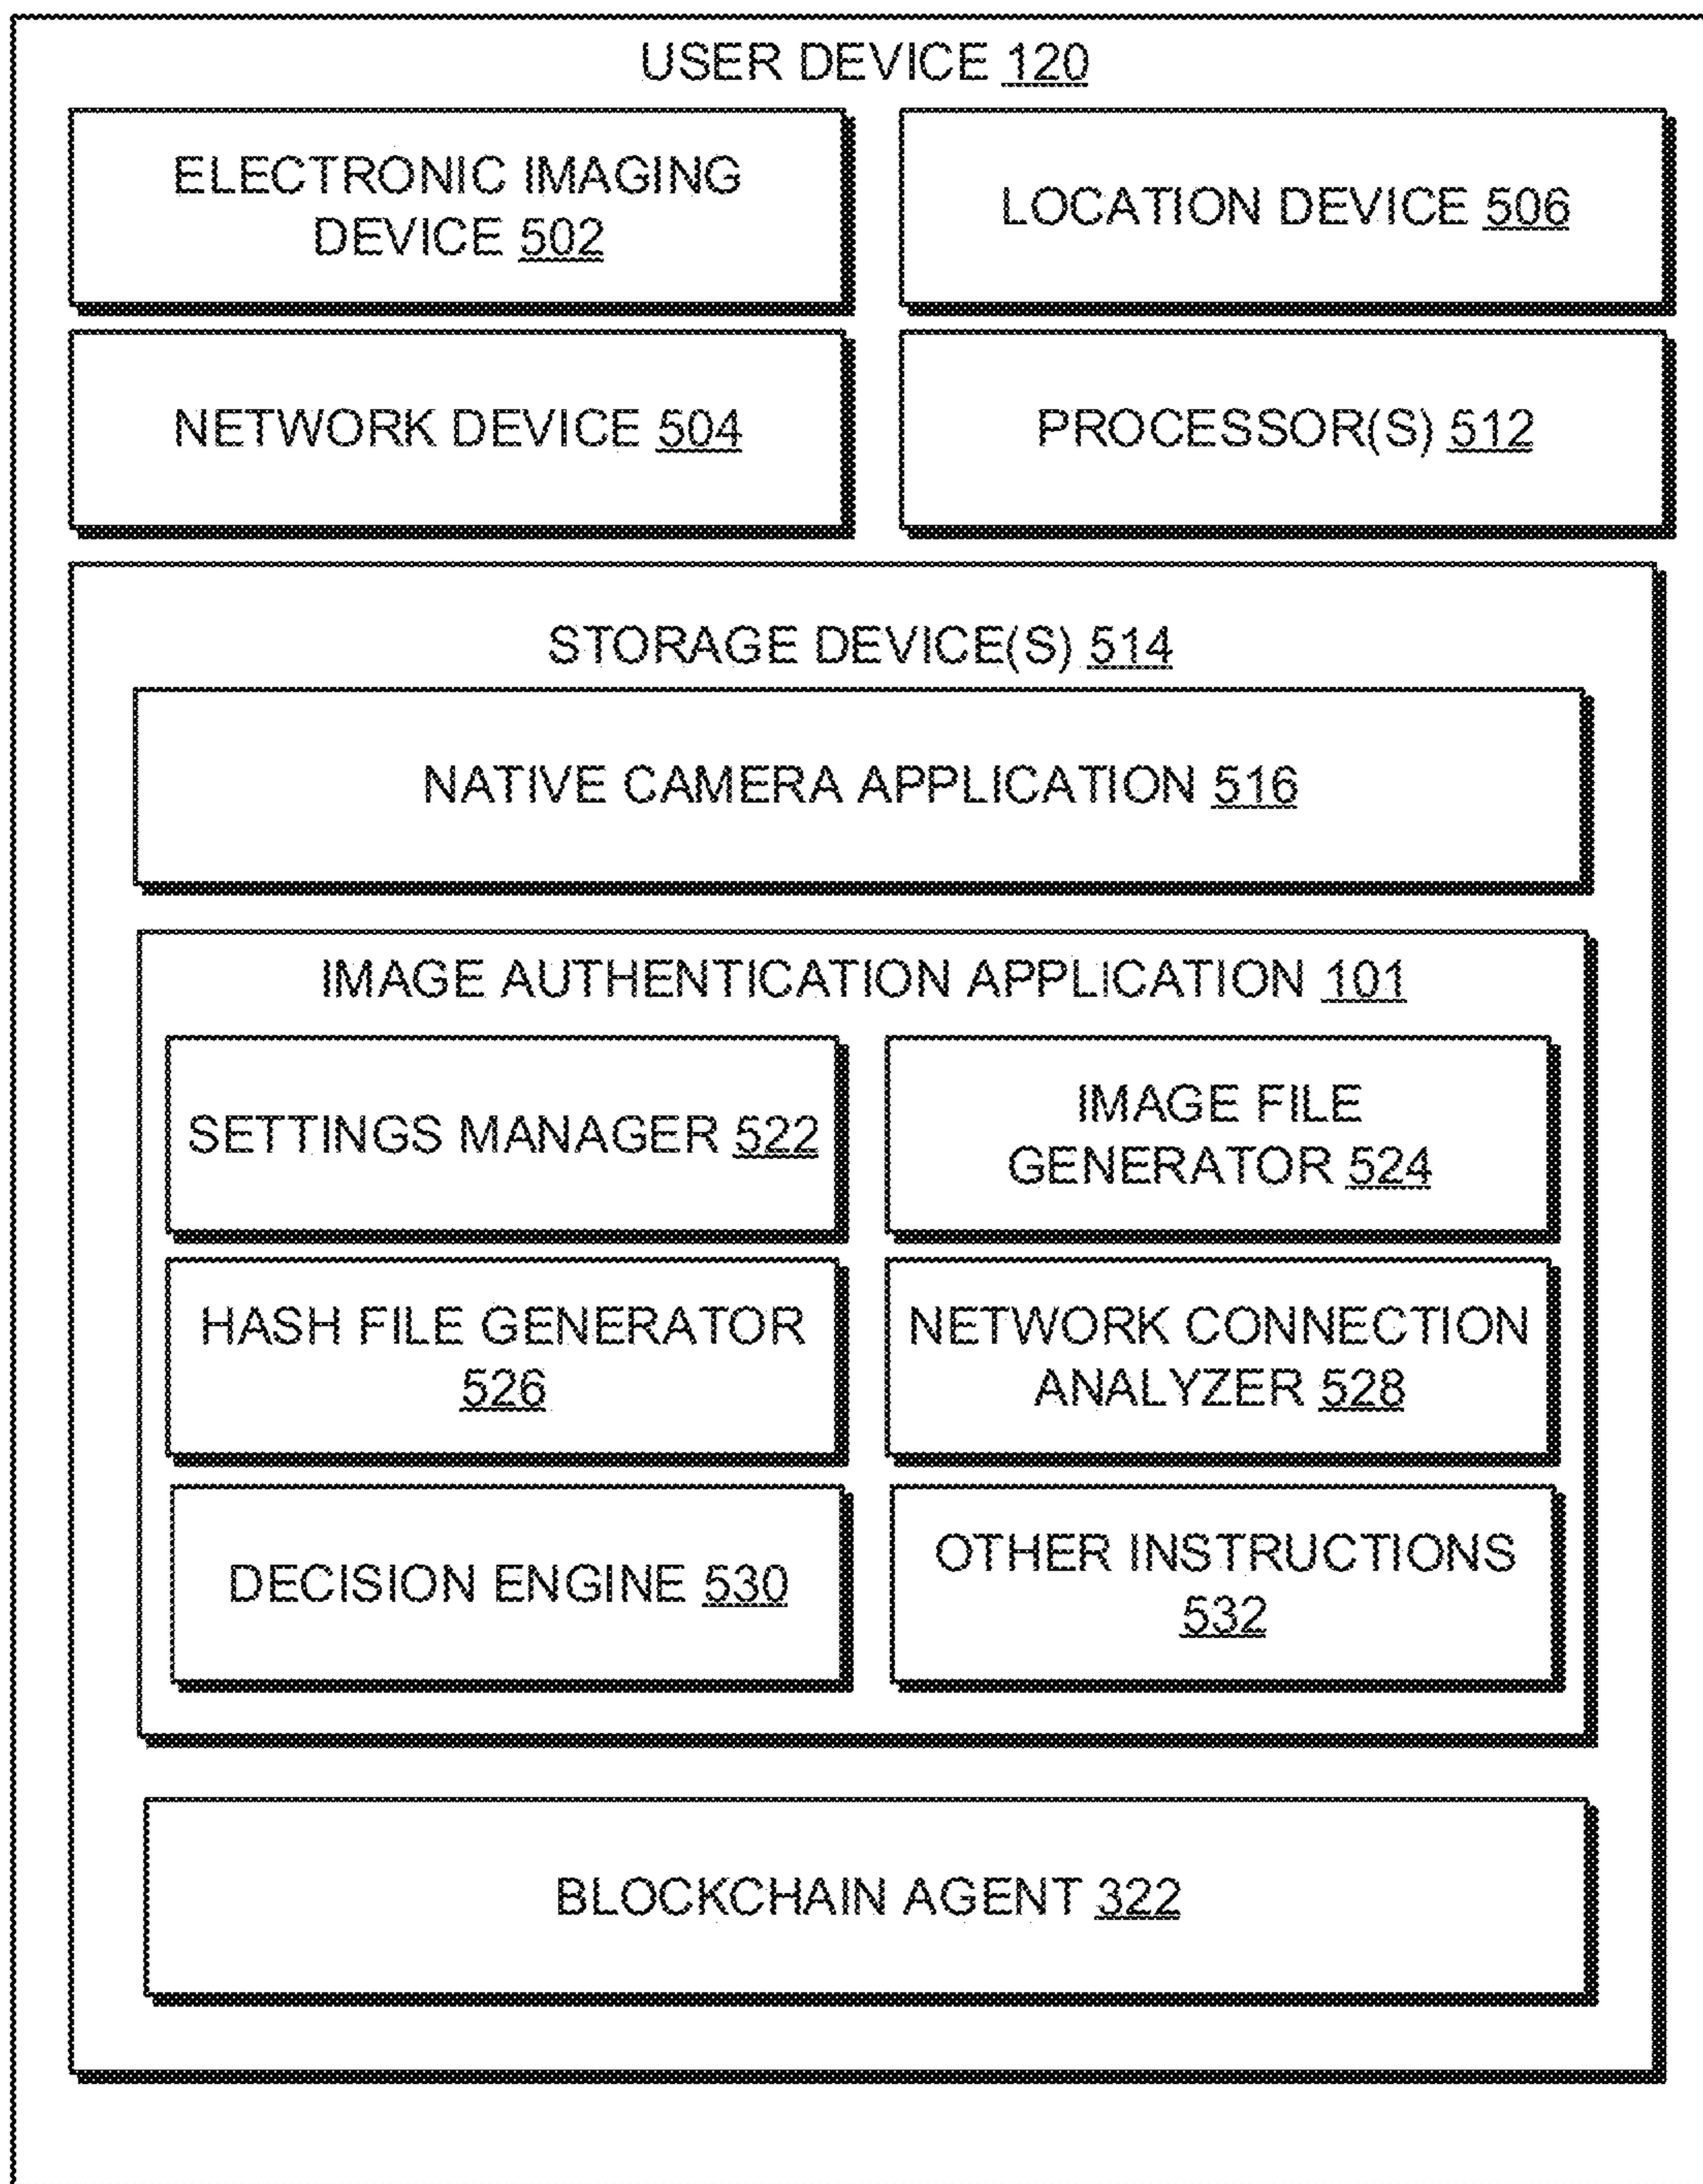 USER DEVICE 120
ELECTRONIC IMAGING
DEVICE 502
LOCATION DEVICE 506
NETWORK DEVICE 504
PROCESSOR(S) 512
STORAGE DEVICE(S) 514
NATIVE CAMERA APPLICATION 516
IMAGE AUTHENTICATION APPLICATION 101
SETTINGS MANAGER 522
IMAGE FILE
GENERATOR 524
HASH FILE GENERATOR
526
NETWORK CONNECTION
ANALYZER 528
DECISION ENGINE 530
OTHER INSTRUCTIONS
532
BLOCKCHAIN AGENT 322